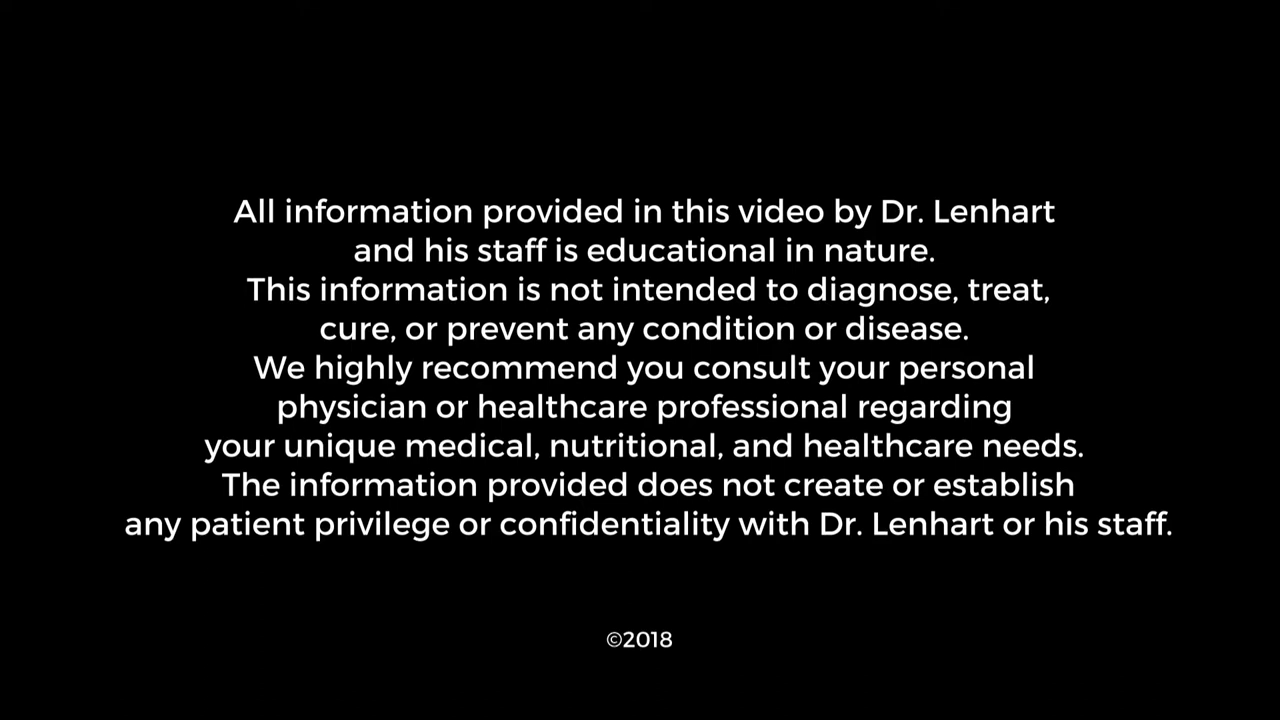 All information provided in this video by Dr. Lenhart
and his staff is educational in nature.
This information is not intended to diagnose, treat,
cure, or prevent any condition or disease.
We highly recommend you consult your personal
physician or healthcare professional regarding
your unique medical, nutritional, and healthcare needs.
The information provided does not create or establish
any patient privilege or confidentiality with Dr. Lenhart or his staff.
©2018